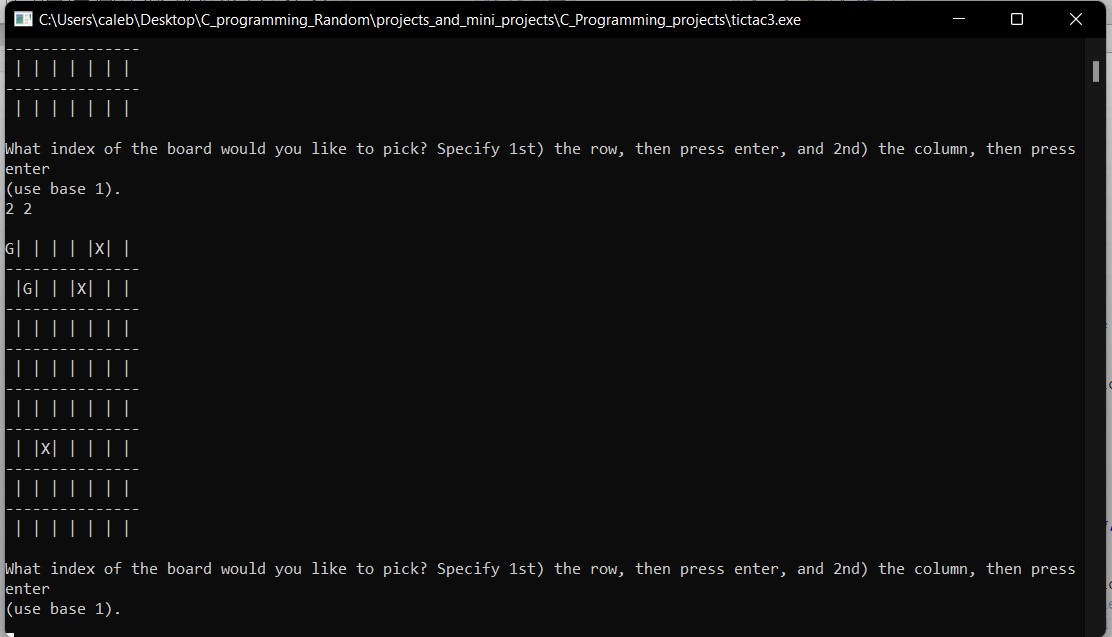 C:\Users\caleb\Desktop\C_programming_Random\projects_and_mini_projects\C_Programming_projects\tictac3.exe
---------------
 | | | | | | |
---------------
 | | | | | | |
What index of the board would you like to pick? Specify 1st) the row, then press enter, and 2nd) the column, then press
enter
(use base 1).
2 2
G| | | | |X| |
---------------
 |G| | |X| | |
---------------
 | | | | | | |
---------------
 | | | | | | |
---------------
 | | | | | | |
---------------
 | |X| | | | |
---------------
 | | | | | | |
---------------
 | | | | | | |
What index of the board would you like to pick? Specify 1st) the row, then press enter, and 2nd) the column, then press
enter
(use base 1).